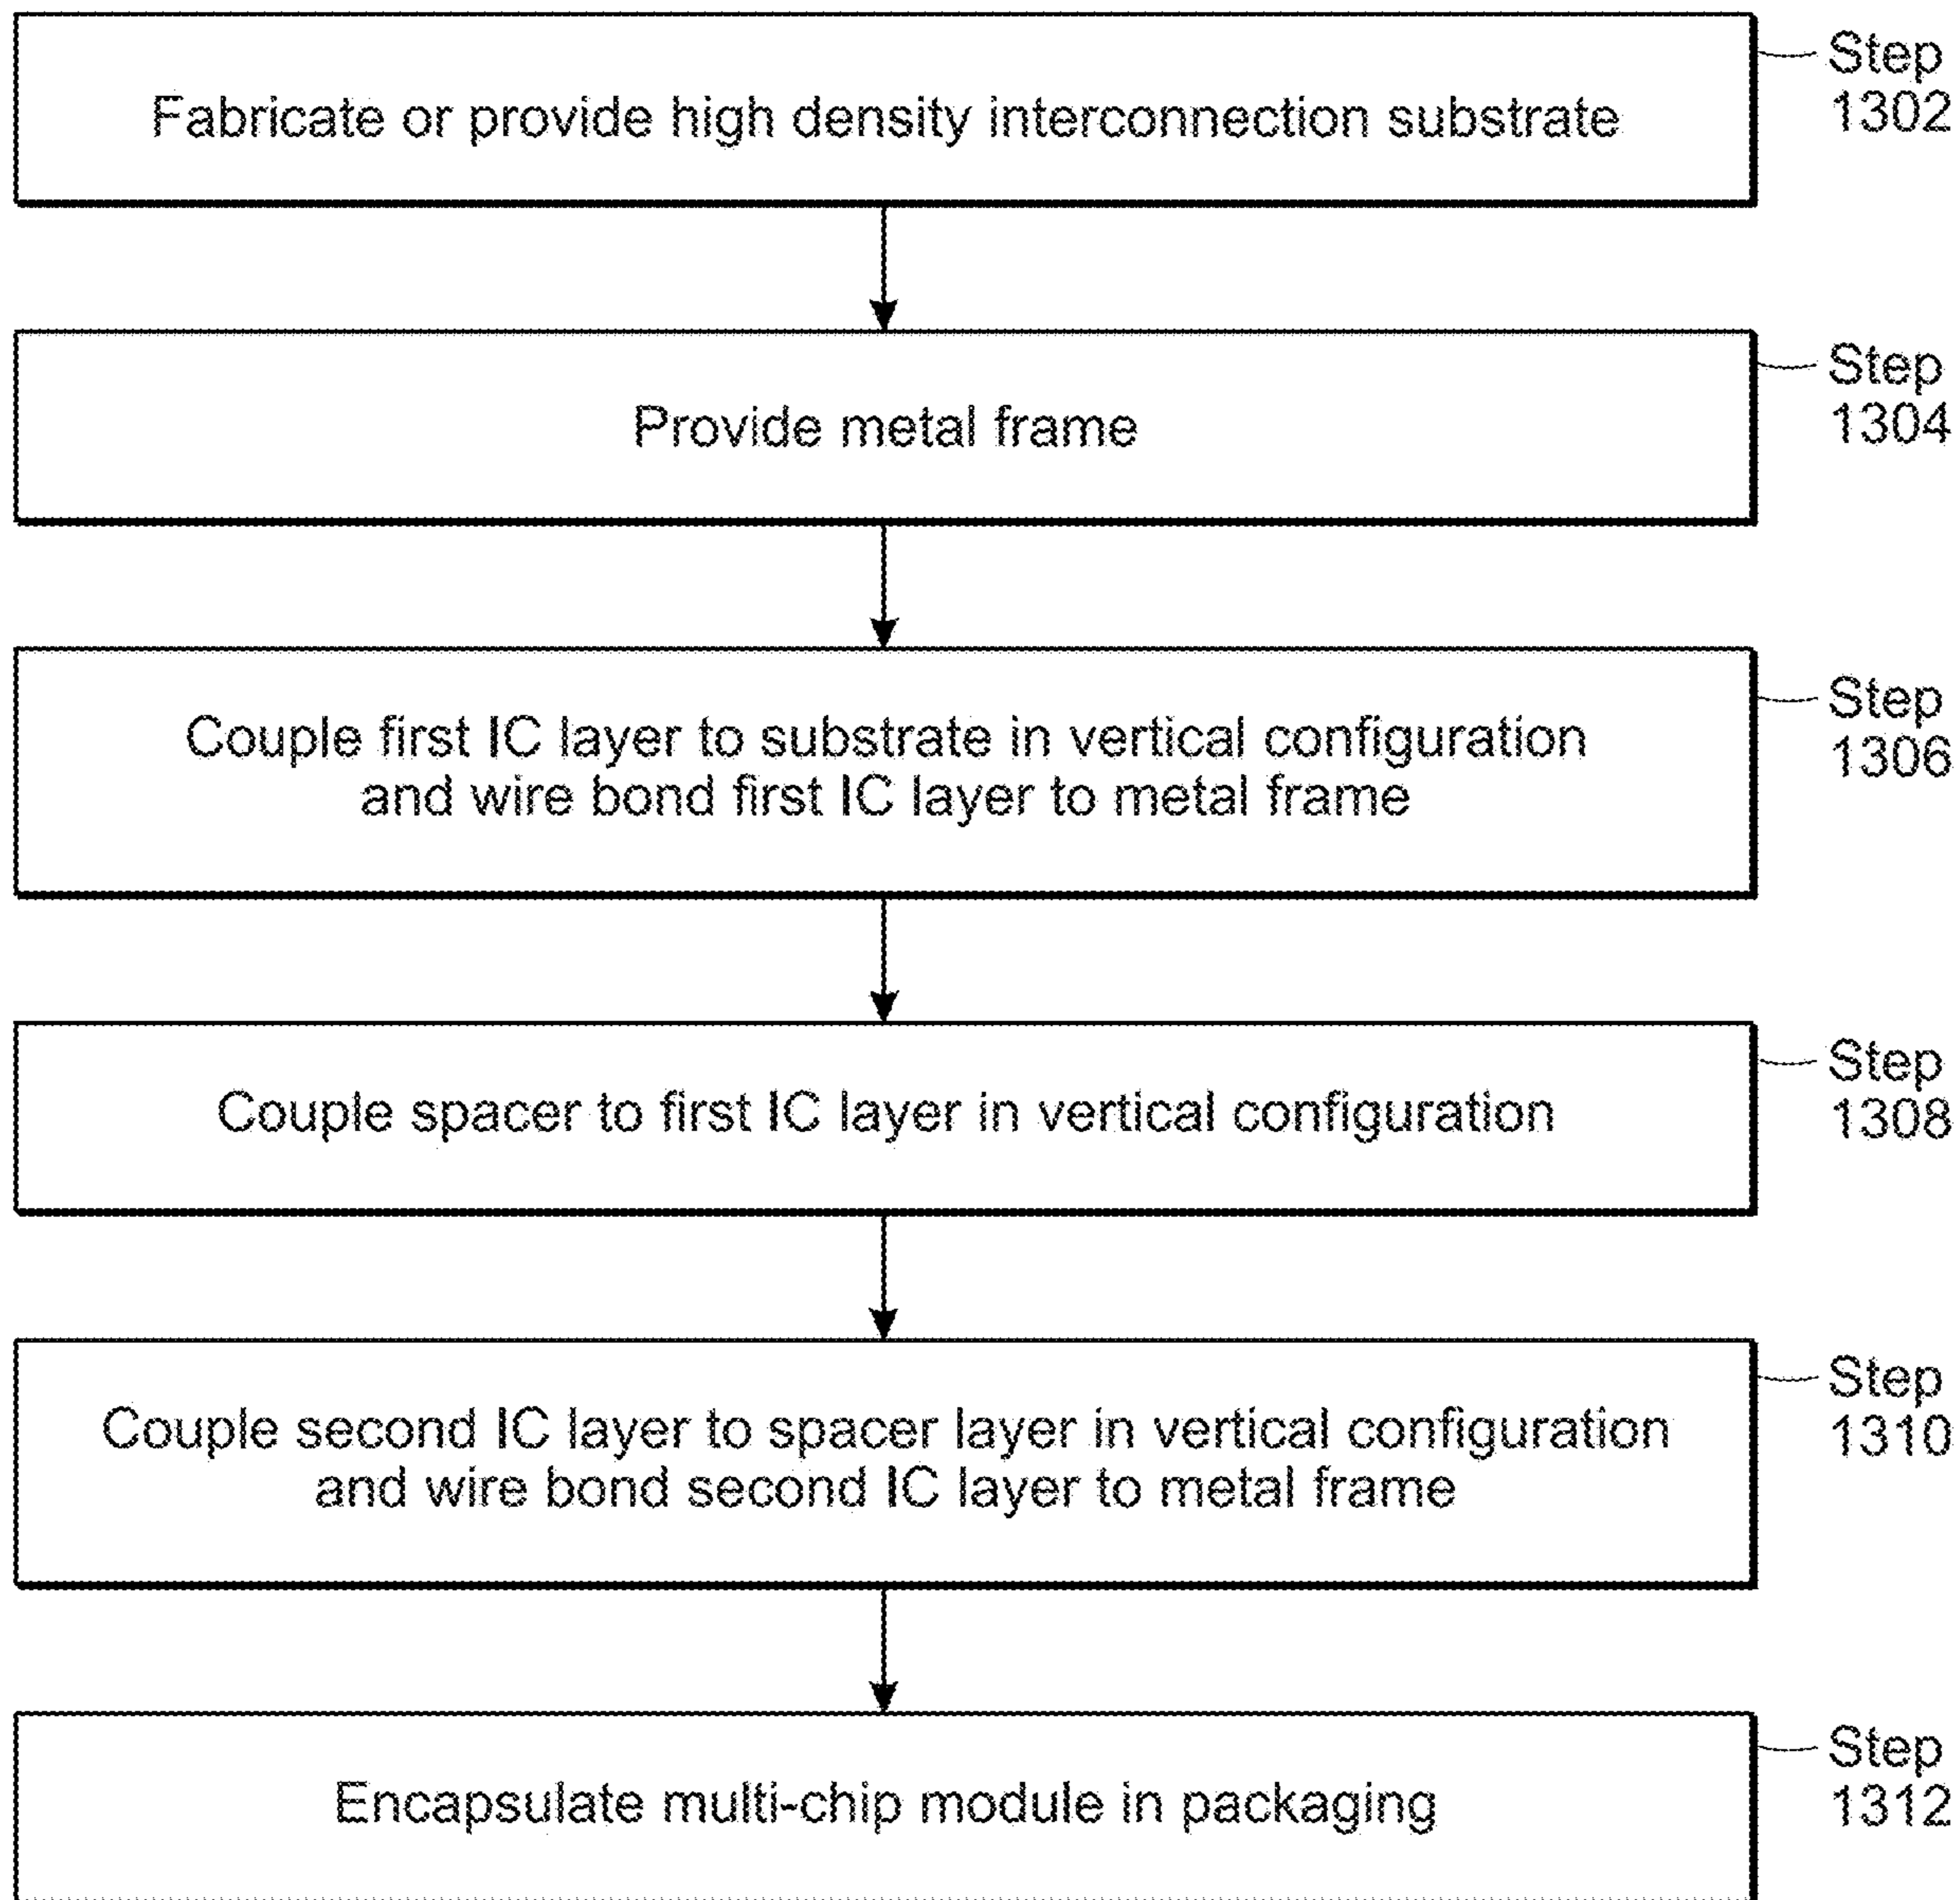 Fabricate or provide high density interconnection substrate
Step
1302
Provide metal frame
Step
1304
Couple first IC layer to substrate in vertical configuration
and wire bond first IC layer to metal frame
Step
1306
Couple spacer to first IC layer in vertical configuration
Step
1308
Couple second IC layer to spacer layer in vertical configuration
and wire bond second IC layer to metal frame
Step
1310
Encapsulate multi-chip module in packaging
Step
1312